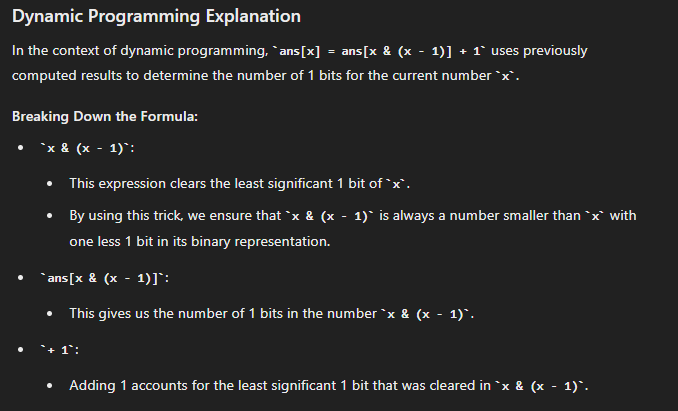 Dynamic Programming Explanation
In the context of dynamic programming, `ans[x] = ans[x & (x - 1)] + 1` uses previously
computed results to determine the number of 1 bits for the current number `x`.
Breaking Down the Formula:
• `x & (x - 1)`:
• This expression clears the least significant 1 bit of `x`.
• By using this trick, we ensure that `x & (x - 1)` is always a number smaller than `x` with
one less 1 bit in its binary representation.
• `ans[x & (x - 1)]`:
• This gives us the number of 1 bits in the number `x & (x - 1)`.
• `+ 1`:
• Adding 1 accounts for the least significant 1 bit that was cleared in `x & (x - 1)`.